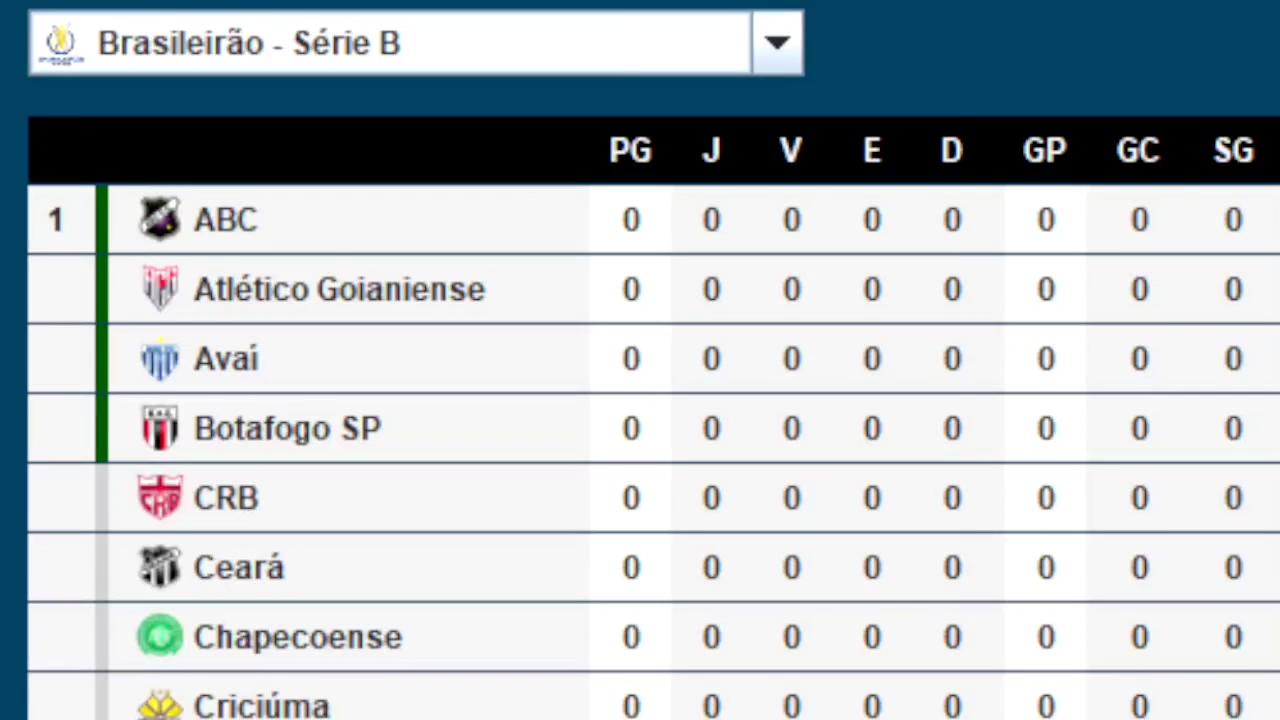 Brasileirão - Série B
PG J V E D GP GC SG
1 ABC 0 0 0 0 0 0 0 0
Atlético Goianiense 0 0 0 0 0 0 0 0
Avaí 0 0 0 0 0 0 0 0
Botafogo SP 0 0 0 0 0 0 0 0
CRB 0 0 0 0 0 0 0 0
Ceará 0 0 0 0 0 0 0 0
Chapecoense 0 0 0 0 0 0 0 0
Criciúma 0 0 0 0 0 0 0 0